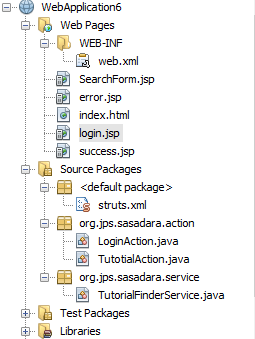 WebApplication6
Web Pages
WEB-INF
web.xml
SearchForm.jsp
error.jsp
index.html
login.jsp
success.jsp
Source Packages
<default package>
struts.xml
org.jps.sasadara.action
LoginAction.java
TutotialAction.java
org.jps.sasadara.service
TutorialFinderService.java
Test Packages
Libraries